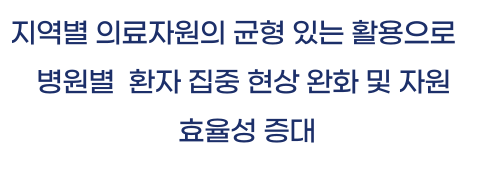 지역별 의료자원의 균형 있는 활용으로
병원별 환자 집중 현상 완화 및 자원
효율성 증대